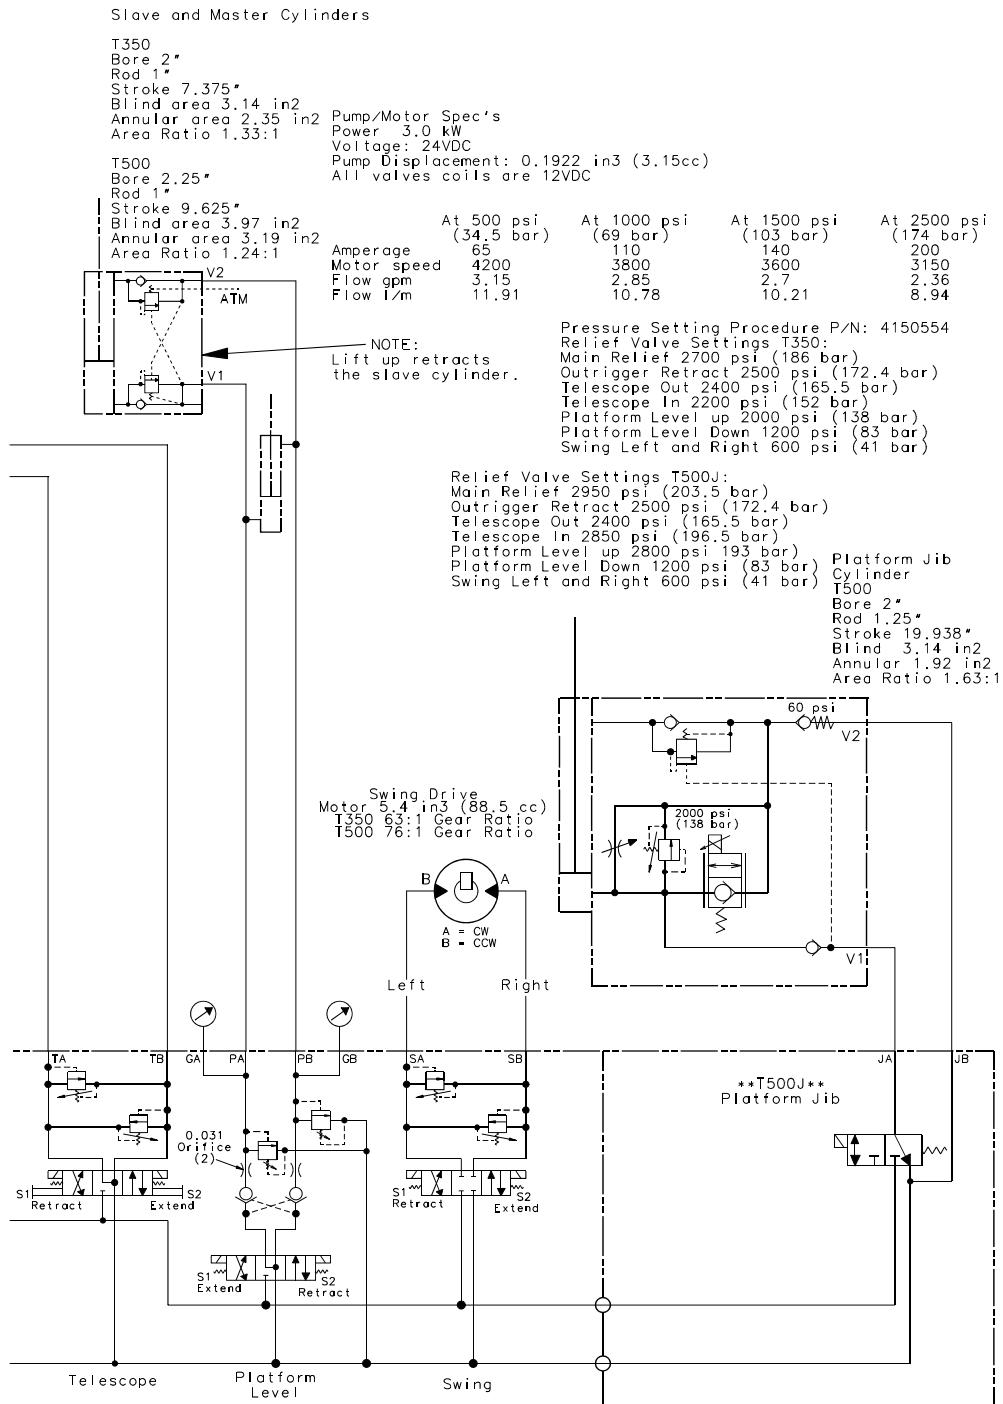 Slave and Master Cylinders
T350
Bore 2"
Rod 1"
Stroke 7.375"
Blind area 3.14 in2
Annular area 2.35 in2
Area Ratio 1.33:1
T500
Bore 2.25"
Rod 1"
Stroke 9.625"
Blind area 3.97 in2
Annular area 3.19 in2
Area Ratio 1.24:1
Pump/Motor Spec's
Power 3.0 kW
Voltage: 24VDC
Pump Displacement: 0.1922 in3 (3.15cc)
All valves coils are 12VDC
At 500 psi At 1000 psi At 1500 psi At 2500 psi
(34.5 bar) (69 bar) (103 bar) (174 bar)
Amperage 65 110 140 200
Motor speed 4200 3800 3600 3150
Flow gpm 3.15 2.85 2.7 2.36
Flow l/m 11.91 10.78 10.21 8.94
V2
ATM
V1
NOTE:
Lift up retracts
the slave cylinder.
Pressure Setting Procedure P/N: 4150554
Relief Valve Settings T350:
Main Relief 2700 psi (186 bar)
Outrigger Retract 2500 psi (172.4 bar)
Telescope Out 2400 psi (165.5 bar)
Telescope In 2200 psi (152 bar)
Platform Level up 2000 psi (138 bar)
Platform Level Down 1200 psi (83 bar)
Swing Left and Right 600 psi (41 bar)
Relief Valve Settings T500J:
Main Relief 2950 psi (203.5 bar)
Outrigger Retract 2500 psi (172.4 bar)
Telescope Out 2400 psi (165.5 bar)
Telescope In 2850 psi (196.5 bar)
Platform Level up 2800 psi 193 bar)
Platform Level Down 1200 psi (83 bar)
Swing Left and Right 600 psi (41 bar)
Platform Jib
Cylinder
T500
Bore 2"
Rod 1.25"
Stroke 19.938"
Blind 3.14 in2
Annular 1.92 in2
Area Ratio 1.63:1
60 psi
V2
2000 psi
(138 bar)
V1
Swing Drive
Motor 5.4 in3 (88.5 cc)
T350 63:1 Gear Ratio
T500 76:1 Gear Ratio
B A
A = CW
B = CCW
Left Right
TA TB GA PA PB GB SA SB JA JB
**T500J**
Platform Jib
0.031
Orifice
(2)
S1 S2
Retract Extend
S1 S2
Retract Extend
S1 S2
Extend Retract
Telescope
Platform
Level
Swing